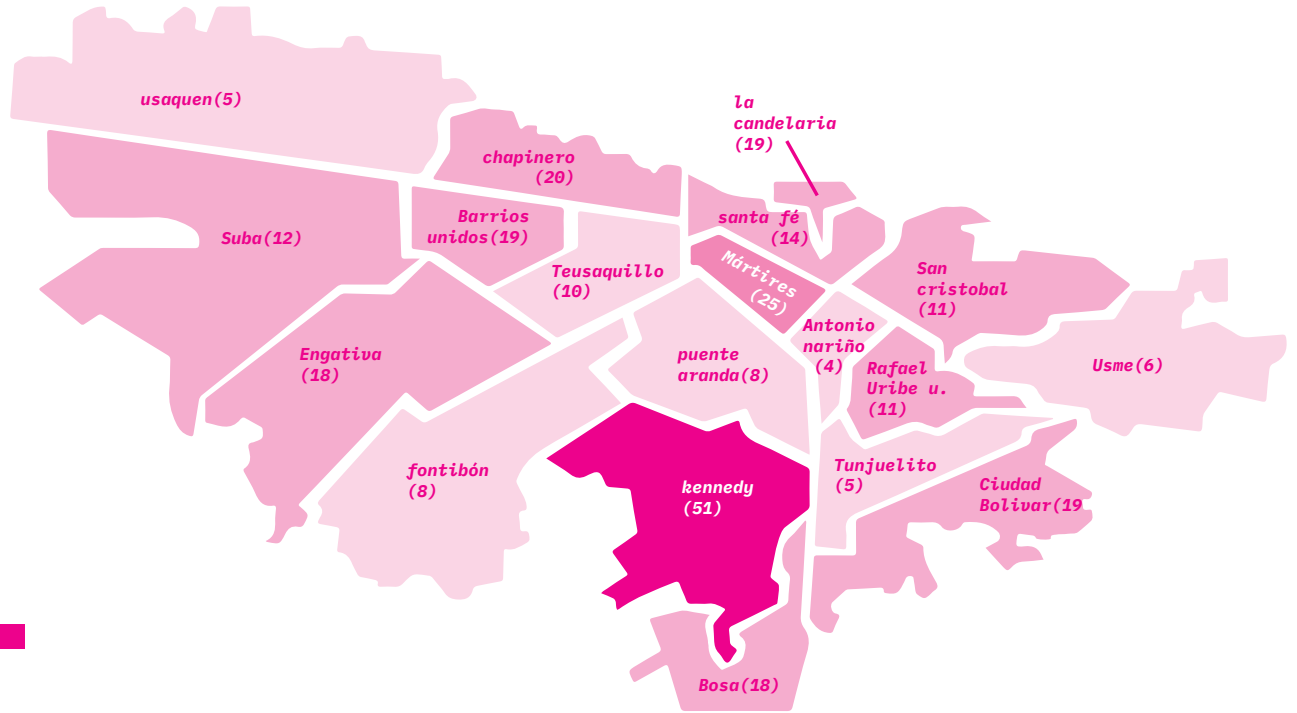 usaquen(5)
la
candelaria
(19)
chapinero
(20)
Barrios
unidos(19)
santa fé
(14)
Suba(12)
Teusaquillo
(10)
Mártires
(25)
San
cristobal
(11)
Antonio
nariño
(4)
Engativa
(18)
puente
aranda(8)
Rafael
Uribe u.
(11)
Usme(6)
fontibón
(8)
kennedy
(51)
Tunjuelito
(5)
Ciudad
Bolivar(19
Bosa(18)